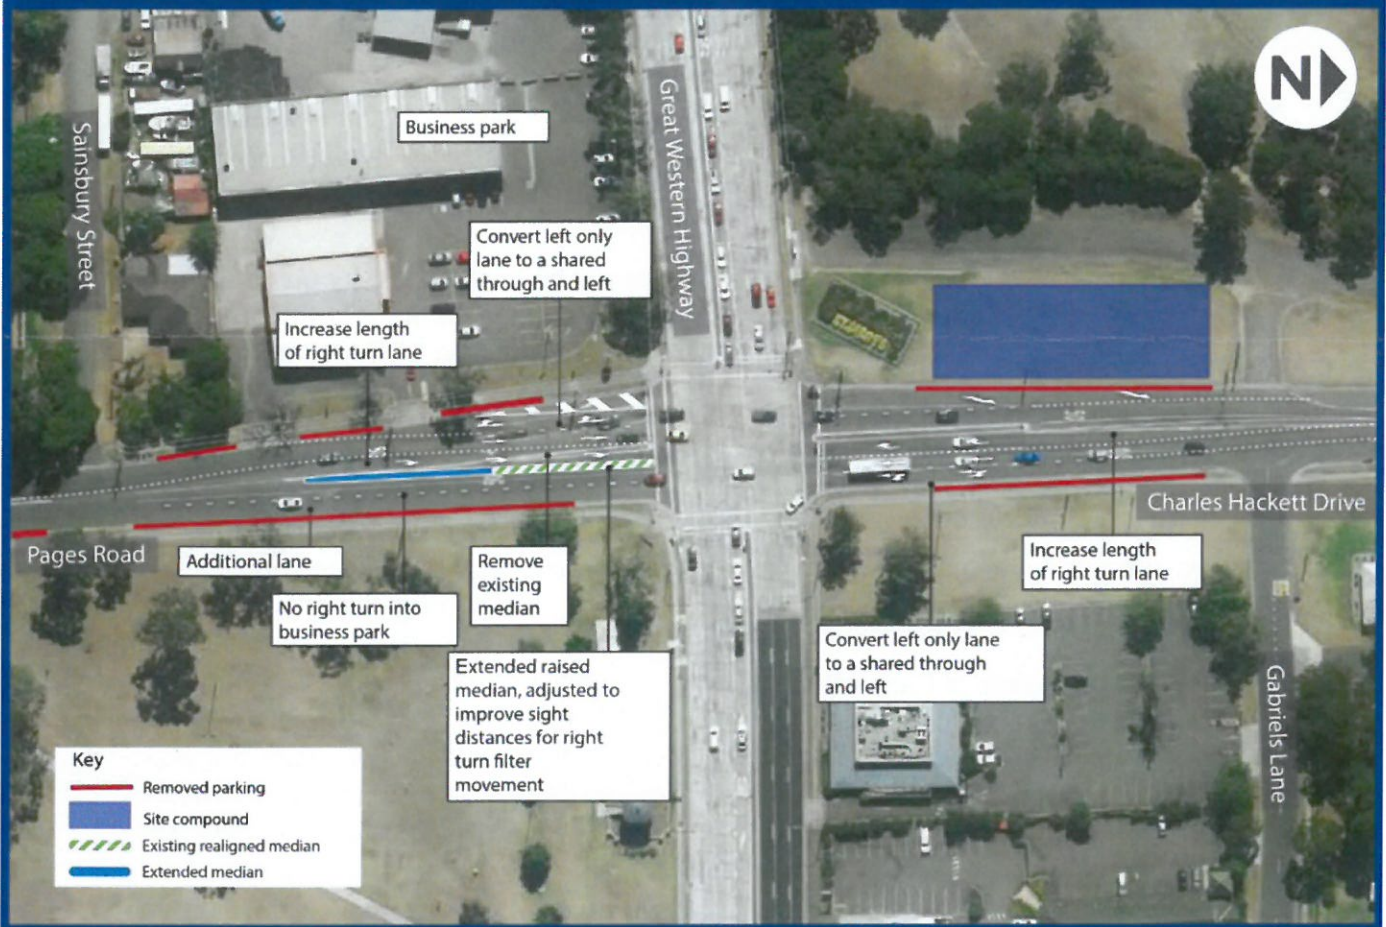 N
Sainsbury Street
Business park
Great Western Highway
Convert left only
lane to a shared
through and left
Increase length
of right turn lane
Charles Hackett Drive
Pages Road
Additional lane
No right turn into
business park
Remove
existing
median
Increase length
of right turn lane
Extended raised
median, adjusted to
improve sight
distances for right
turn filter
movement
Convert left only lane
to a shared through
and left
Gabriels Lane
Key
Removed parking
Site compound
Existing realigned median
Extended median